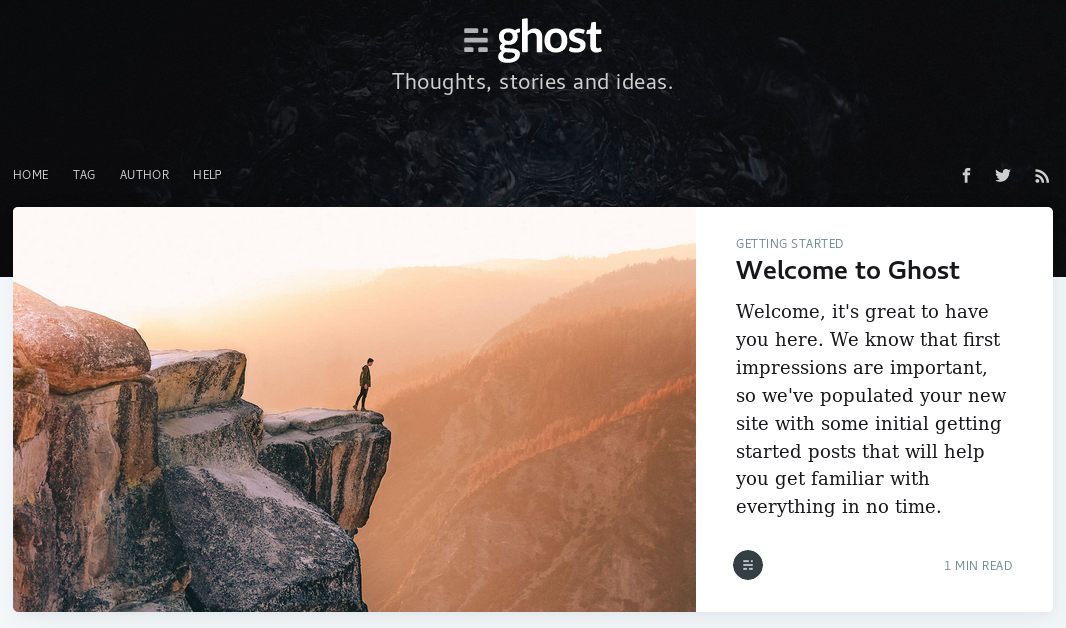 ghost
Thoughts, stories and ideas.
HOME TAG AUTHOR HELP
GETTING STARTED
Welcome to Ghost
Welcome, it's great to have
you here. We know that first
impressions are important,
so we've populated your new
site with some initial getting
started posts that will help
you get familiar with
everything in no time.
1 MIN READ